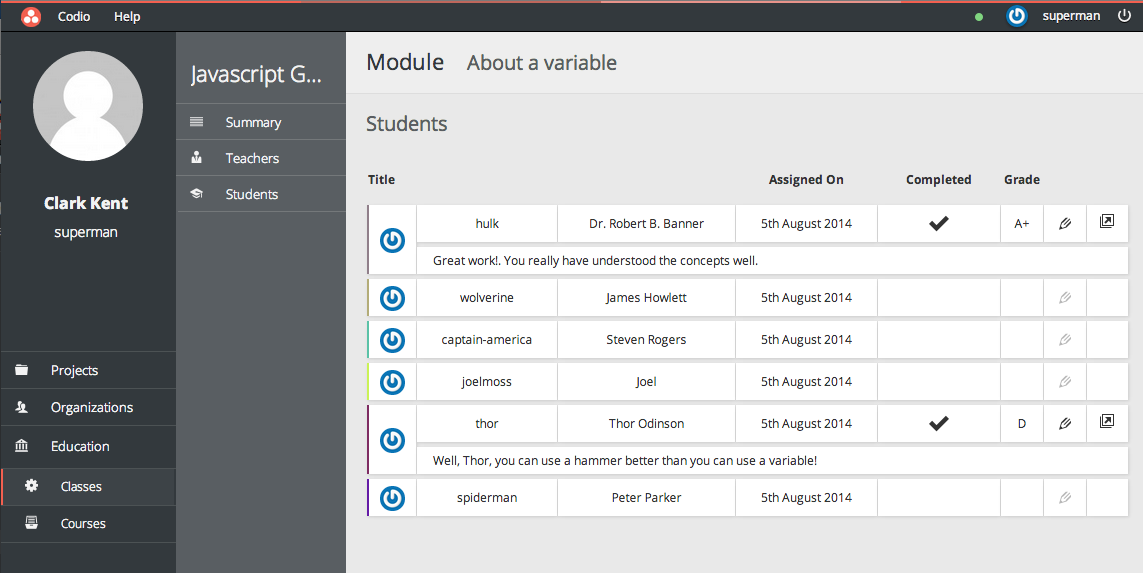 Codio Help superman
Clark Kent
superman
Projects
Organizations
Education
Classes
Courses
Javascript G...
Summary
Teachers
Students
Module About a variable
Students
Title Assigned On Completed Grade
hulk Dr. Robert B. Banner 5th August 2014 A+
Great work!. You really have understood the concepts well.
wolverine James Howlett 5th August 2014
captain-america Steven Rogers 5th August 2014
joelmoss Joel 5th August 2014
thor Thor Odinson 5th August 2014 D
Well, Thor, you can use a hammer better than you can use a variable!
spiderman Peter Parker 5th August 2014